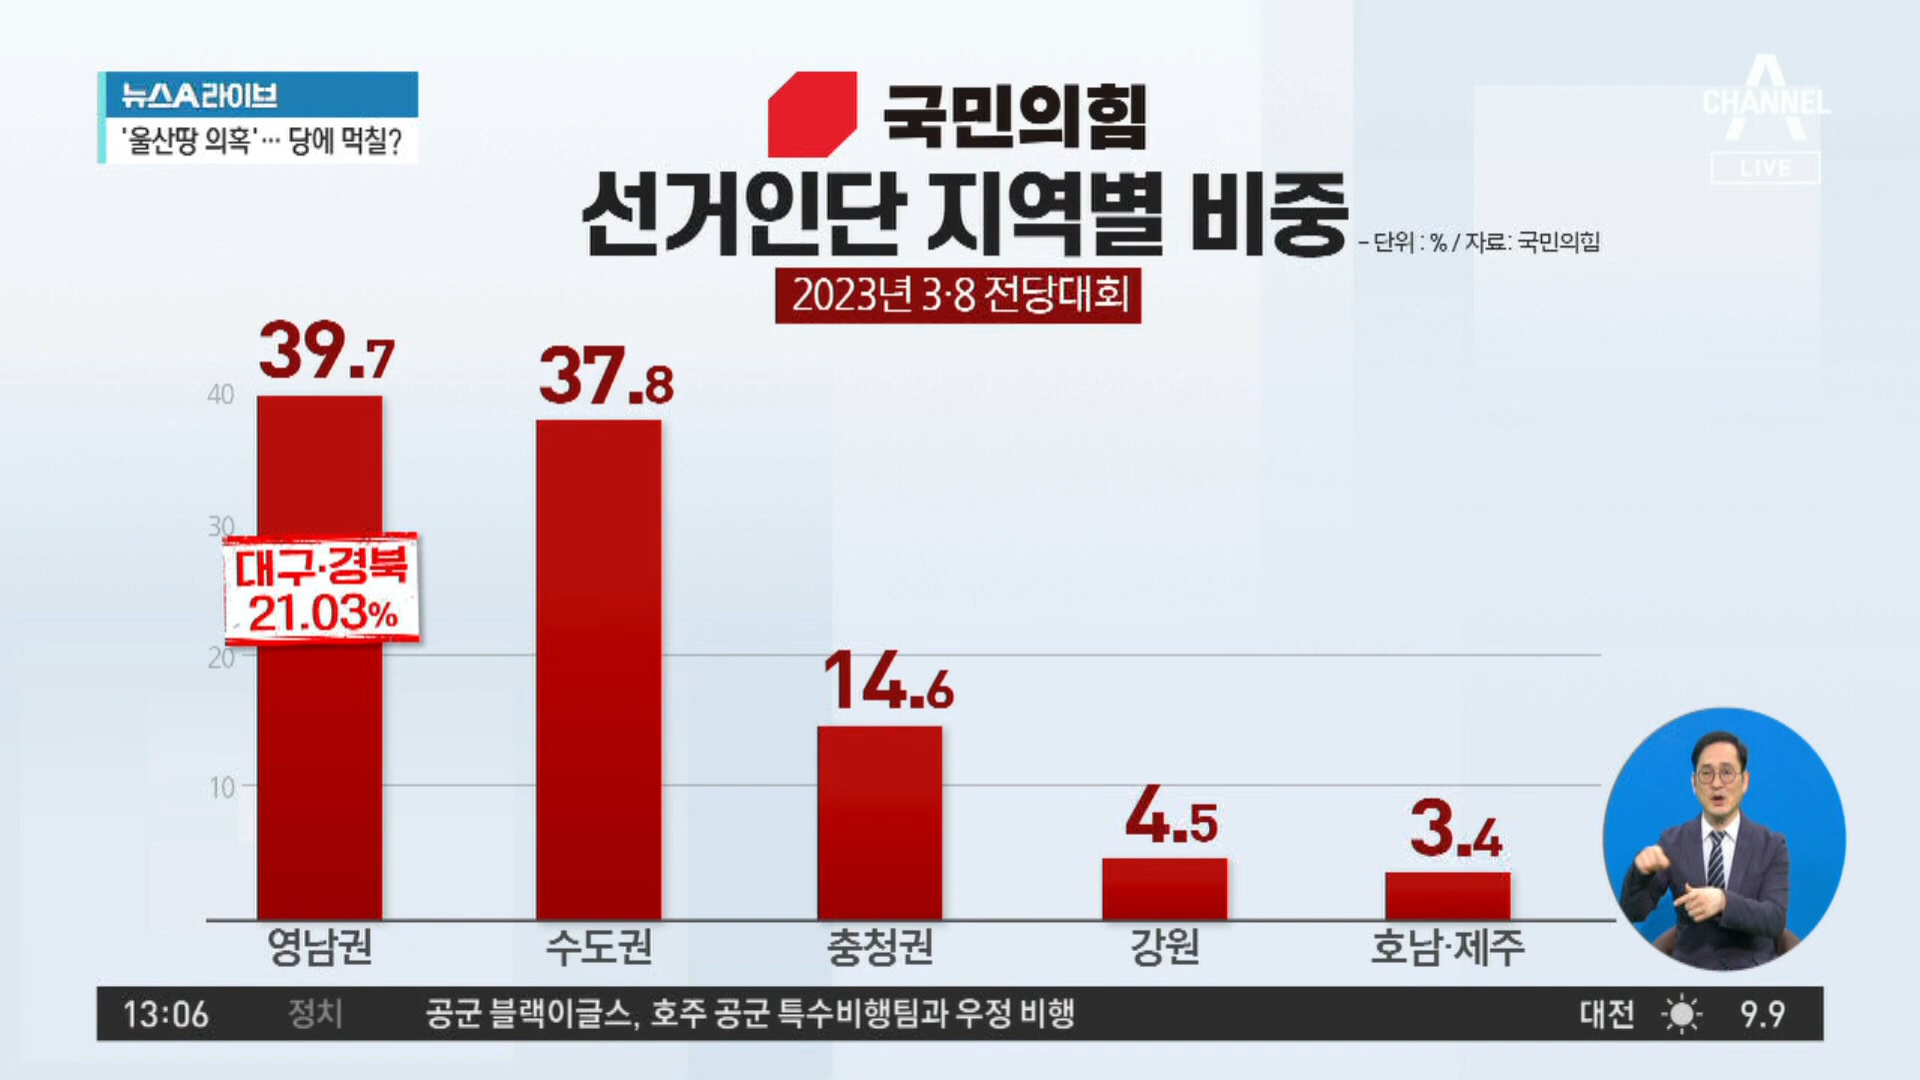 뉴스A라이브
'울산땅 의혹'… 당에 먹칠?
CHANNEL A
LIVE
국민의힘
선거인단 지역별 비중
- 단위 : % / 자료: 국민의힘
2023년 3·8 전당대회
39.7
37.8
14.6
4.5
3.4
40
30
20
10
대구·경북
21.03%
영남권 수도권 충청권 강원 호남·제주
13:06 정치 공군 블랙이글스, 호주 공군 특수비행팀과 우정 비행 대전 9.9